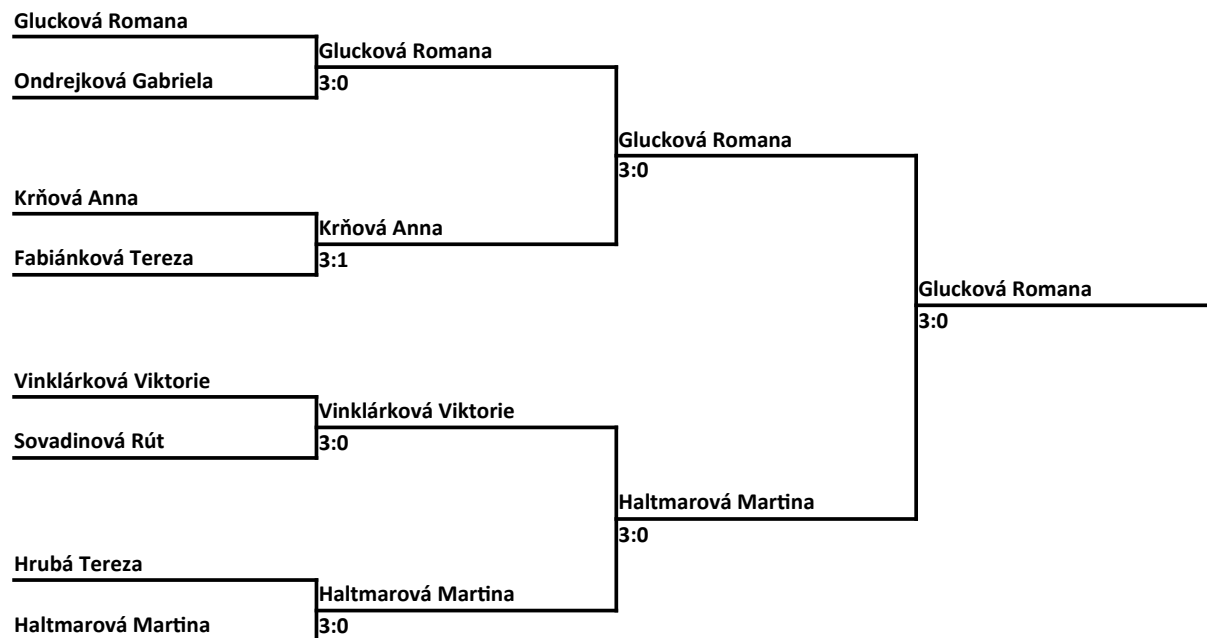 Glucková Romana
Glucková Romana
Ondrejková Gabriela
3:0
Glucková Romana
3:0
Krňová Anna
Krňová Anna
Fabiánková Tereza
3:1
Glucková Romana
3:0
Vinklárková Viktorie
Vinklárková Viktorie
Sovadinová Rút
3:0
Haltmarová Martina
3:0
Hrubá Tereza
Haltmarová Martina
Haltmarová Martina
3:0